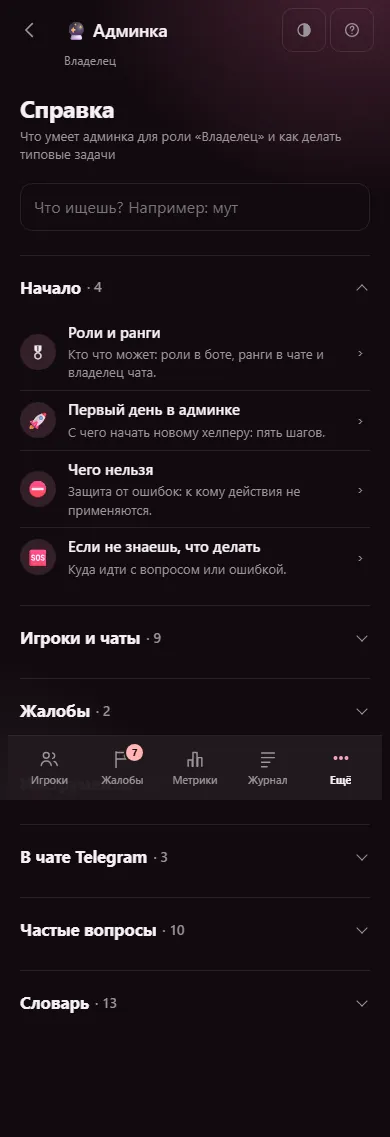 Админка
Владелец
Справка
Что умеет админка для роли «Владелец» и как делать
типовые задачи
Что ищешь? Например: мут
Начало · 4
Роли и ранги
Кто что может: роли в боте, ранги в чате и
владелец чата.
Первый день в админке
С чего начать новому хелперу: пять шагов.
Чего нельзя
Защита от ошибок: к кому действия не
применяются.
SOS
Если не знаешь, что делать
Куда идти с вопросом или ошибкой.
Игроки и чаты · 9
Жалобы · 2
7
Игроки
Жалобы
Метрики
Журнал
Ещё
В чате Telegram · 3
Частые вопросы · 10
Словарь · 13